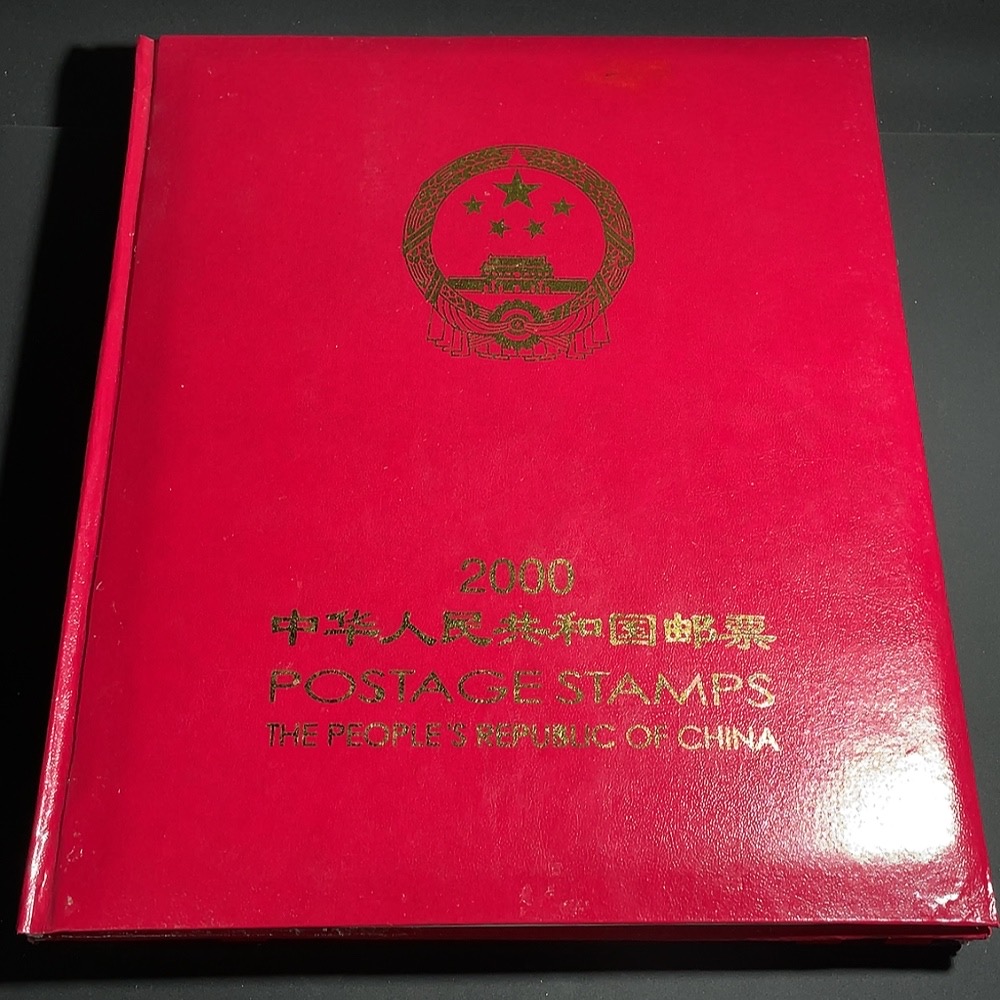 2000
中华人民共和国邮票
POSTAGE STAMPS
THE PEOPLE'S REPUBLIC OF CHINA